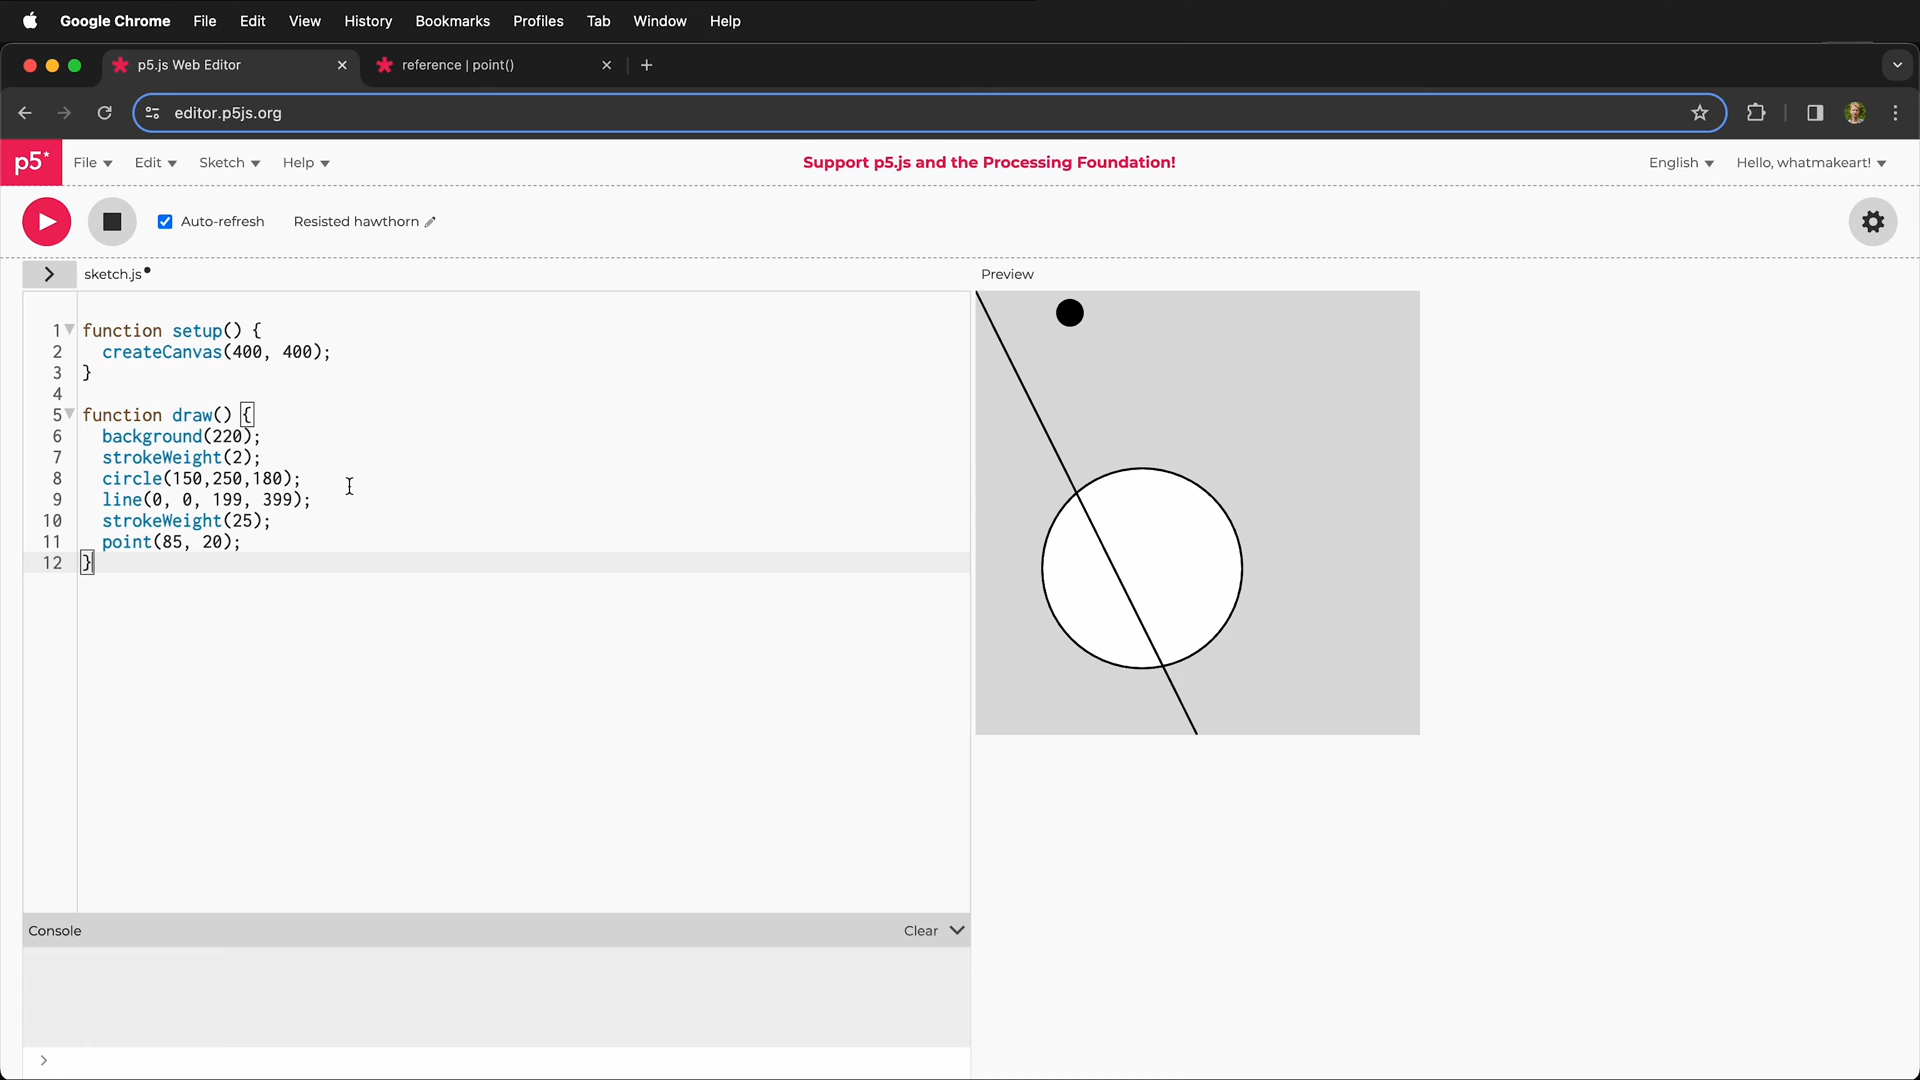 Google Chrome File Edit View History Bookmarks Profiles Tab Window Help
p5.js Web Editor reference | point()
editor.p5js.org
p5* File Edit Sketch Help Support p5.js and the Processing Foundation! English Hello, whatmakeart!
Auto-refresh Resisted hawthorn
> sketch.js Preview
1 function setup() {
2 createCanvas(400, 400);
3 }
4
5 function draw() {
6 background(220);
7 strokeWeight(2);
8 circle(150,250,180);
9 line(0, 0, 199, 399);
10 strokeWeight(25);
11 point(85, 20);
12 }
Console Clear
>